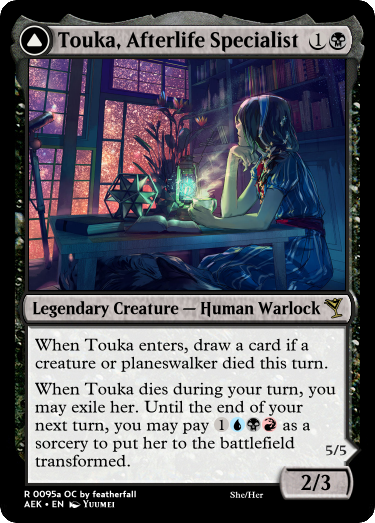 Touka, Afterlife Specialist 1
Legendary Creature — Human Warlock
When Touka enters, draw a card if a
creature or planeswalker died this turn.
When Touka dies during your turn, you
may exile her. Until the end of your
next turn, you may pay 1 as a
sorcery to put her to the battlefield
transformed.
5/5
2/3
R 0095a OC by featherfall
She/Her
AEK • EN Yuumei